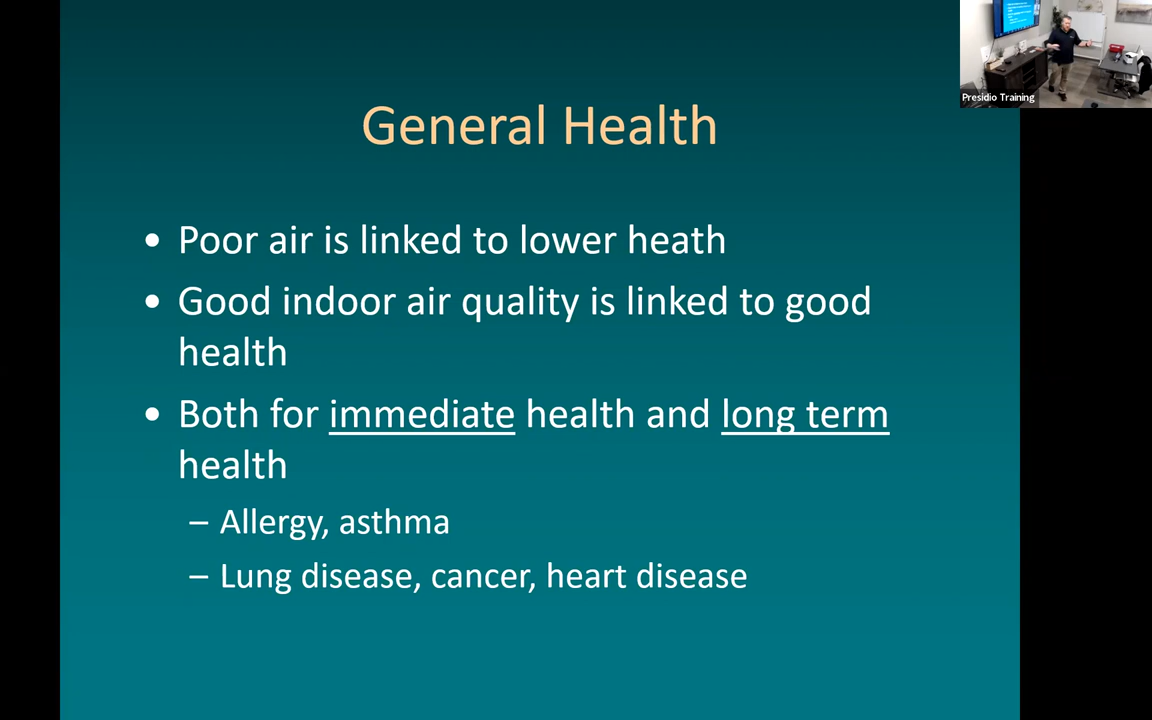 General Health
Presidio Training
• Poor air is linked to lower heath
• Good indoor air quality is linked to good
health
• Both for immediate health and long term
health
– Allergy, asthma
– Lung disease, cancer, heart disease